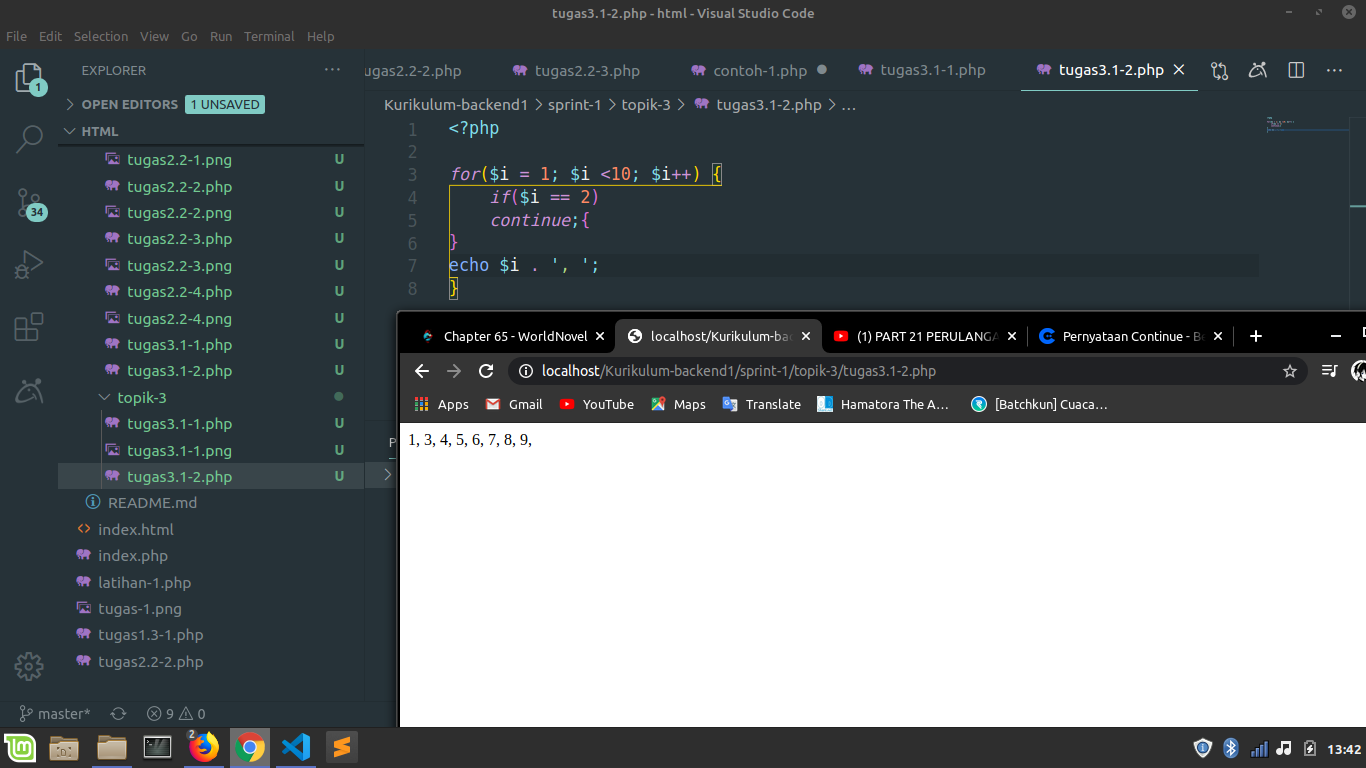 tugas3.1-2.php - html - Visual Studio Code
File Edit Selection View Go Run Terminal Help
EXPLORER
OPEN EDITORS 1 UNSAVED
HTML
tugas2.2-1.png U
tugas2.2-2.php U
tugas2.2-2.png U
tugas2.2-3.php U
tugas2.2-3.png U
tugas2.2-4.php U
tugas2.2-4.png U
tugas3.1-1.php U
tugas3.1-2.php U
topik-3
tugas3.1-1.php U
tugas3.1-1.png U
tugas3.1-2.php U
README.md
index.html
index.php
latihan-1.php
tugas-1.png
tugas1.3-1.php
tugas2.2-2.php
1
34
ugas2.2-2.php tugas2.2-3.php contoh-1.php tugas3.1-1.php tugas3.1-2.php
Kurikulum-backend1 > sprint-1 > topik-3 > tugas3.1-2.php > ...
1 <?php
2
3 for($i = 1; $i <10; $i++) {
4 if($i == 2)
5 continue;{
6 }
7 echo $i . ', ';
8 }
P
Chapter 65 - WorldNovel localhost/Kurikulum-bac (1) PART 21 PERULANGA Pernyataan Continue - Be
localhost/Kurikulum-backend1/sprint-1/topik-3/tugas3.1-2.php
Apps Gmail YouTube Maps Translate Hamatora The A... [Batchkun] Cuaca...
1, 3, 4, 5, 6, 7, 8, 9,
master* 9 0
2
13:42